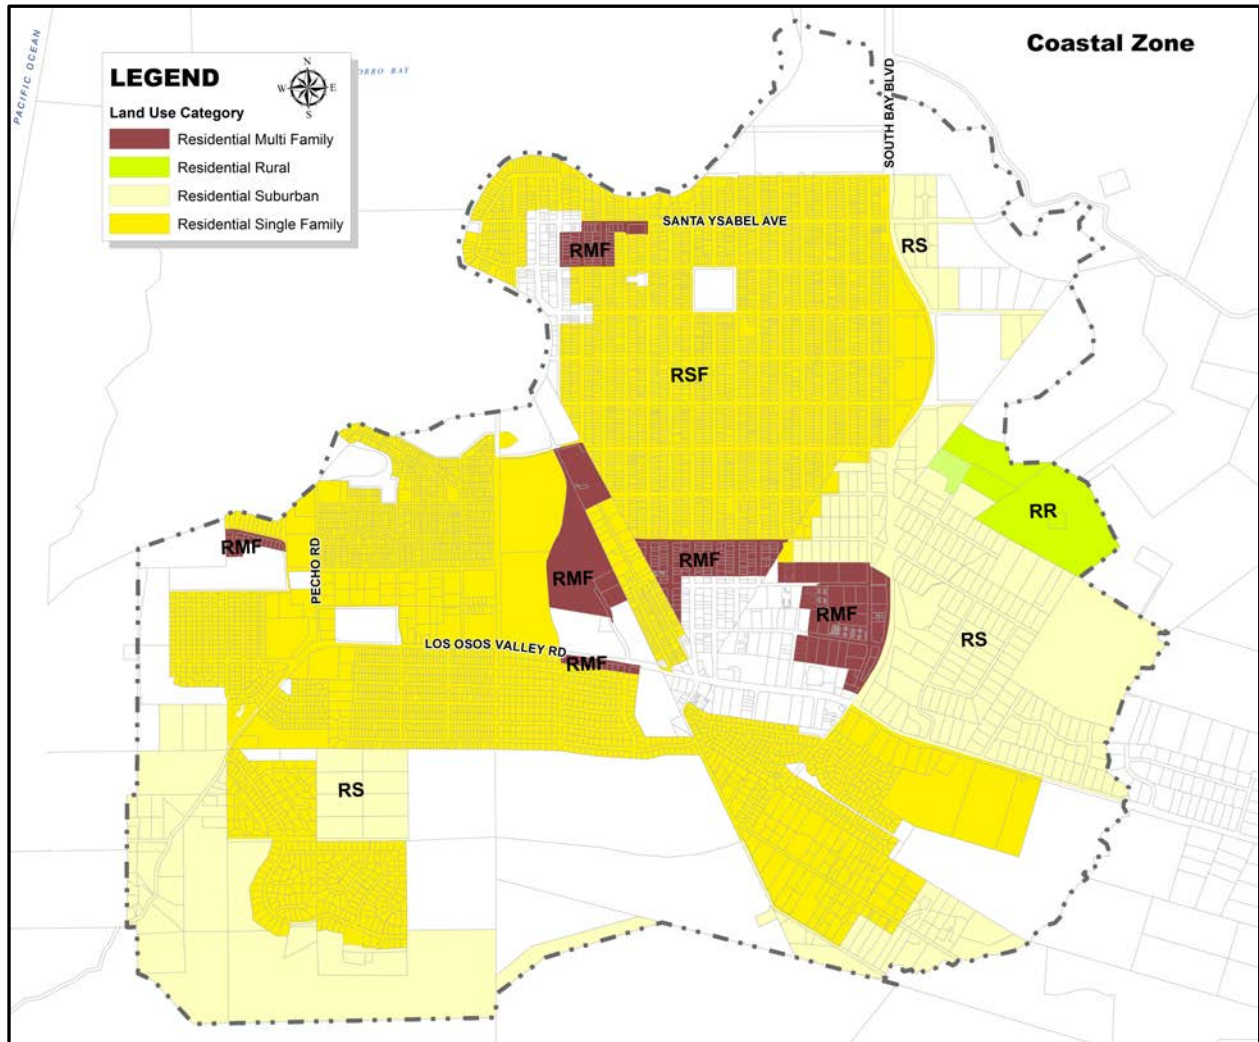 Coastal Zone
PACIFIC OCEAN
LEGEND
N
W E
S
Land Use Category
Residential Multi Family
Residential Rural
Residential Suburban
Residential Single Family
BAY
SOUTH BAY BLVD
SANTA YSABEL AVE
RMF
RS
RSF
RR
RMF
RMF
RMF
PECHO RD
RMF
RS
LOS OSOS VALLEY RD
RMF
RS